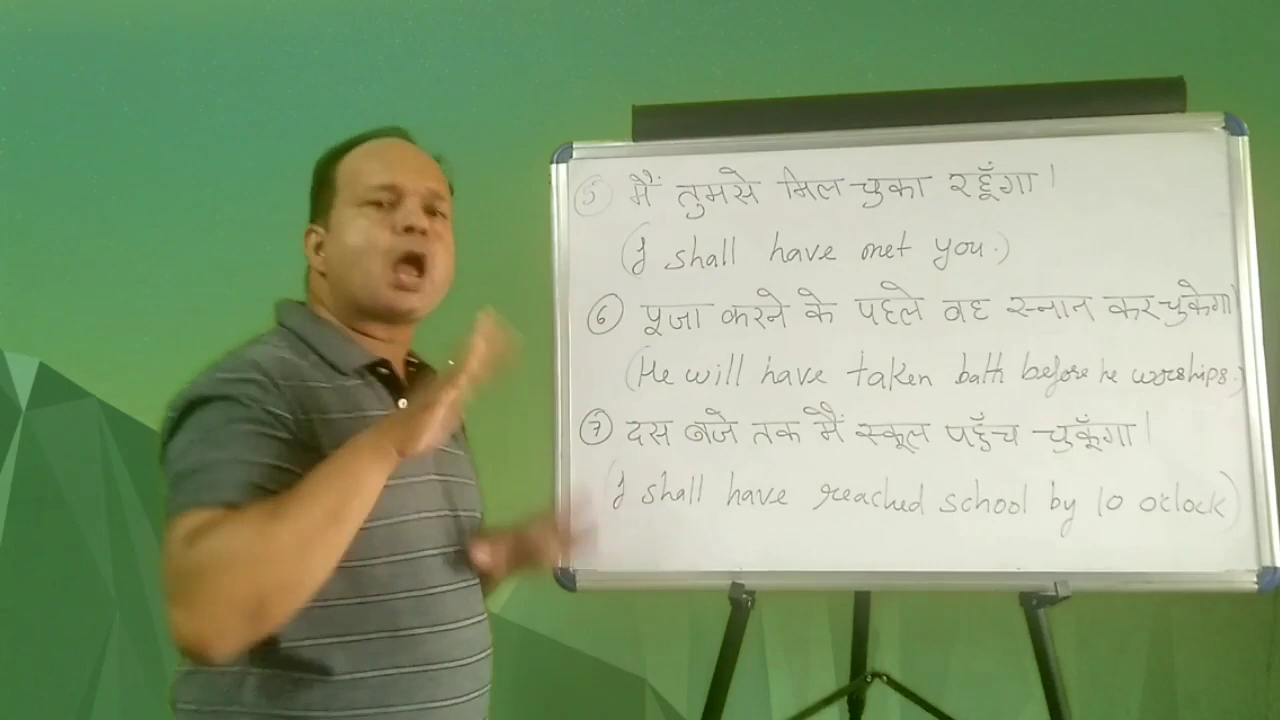 ⑤ मैं तुमसे मिल चुका रहूँगा।
(I shall have met you.)
⑥ पूजा करने के पहले वह स्नान कर चुकेगा
(He will have taken bath before he worships.)
⑦ दस बजे तक मैं स्कूल पहुँच चुकूँगा।
(I shall have reached school by 10 oclock)